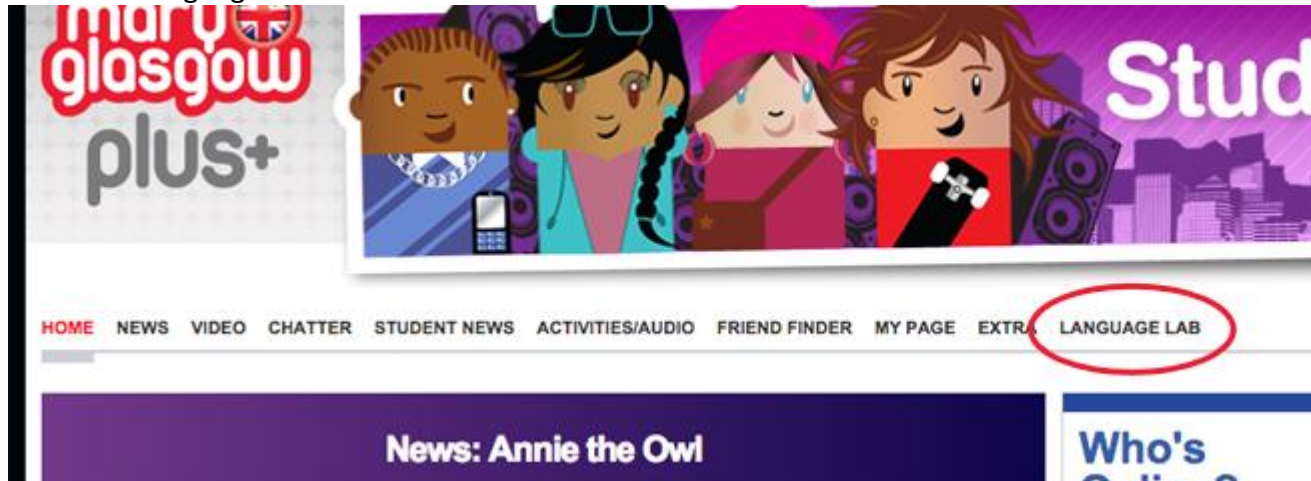 mary
glasgow
plus+
Stud
HOME NEWS VIDEO CHATTER STUDENT NEWS ACTIVITIES/AUDIO FRIEND FINDER MY PAGE EXTRA LANGUAGE LAB
News: Annie the Owl
Who's
Online?